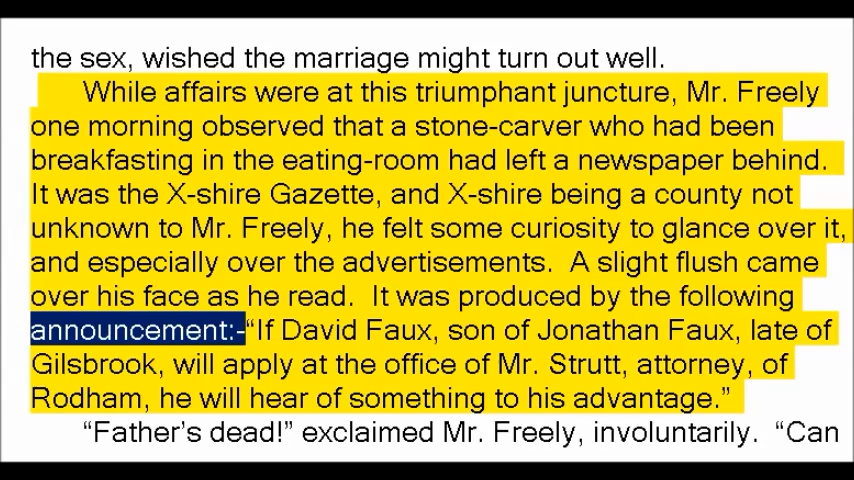 the sex, wished the marriage might turn out well.
While affairs were at this triumphant juncture, Mr. Freely
one morning observed that a stone-carver who had been
breakfasting in the eating-room had left a newspaper behind.
It was the X-shire Gazette, and X-shire being a county not
unknown to Mr. Freely, he felt some curiosity to glance over it,
and especially over the advertisements.  A slight flush came
over his face as he read.  It was produced by the following
announcement:-“If David Faux, son of Jonathan Faux, late of
Gilsbrook, will apply at the office of Mr. Strutt, attorney, of
Rodham, he will hear of something to his advantage.”
“Father’s dead!” exclaimed Mr. Freely, involuntarily.  “Can